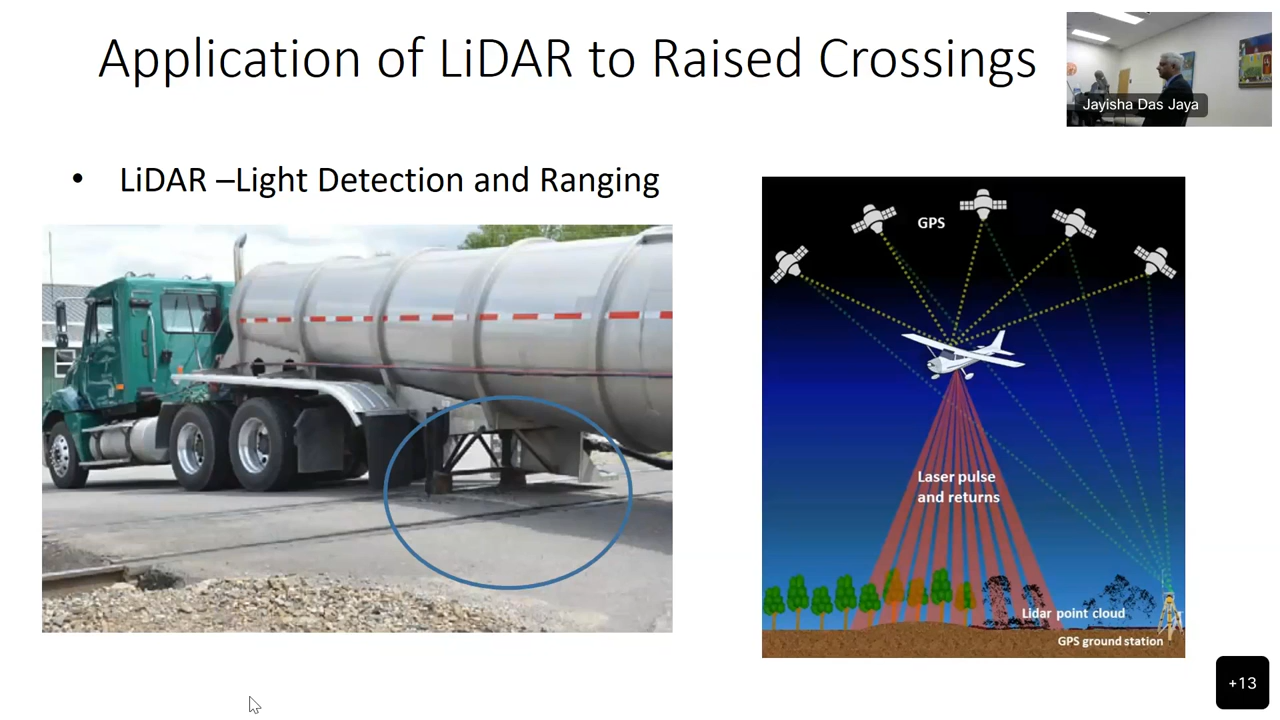 Application of LiDAR to Raised Crossings
Jayisha Das Jaya
• LiDAR –Light Detection and Ranging
GPS
Laser pulse
and returns
Lidar point cloud
GPS ground station
+13